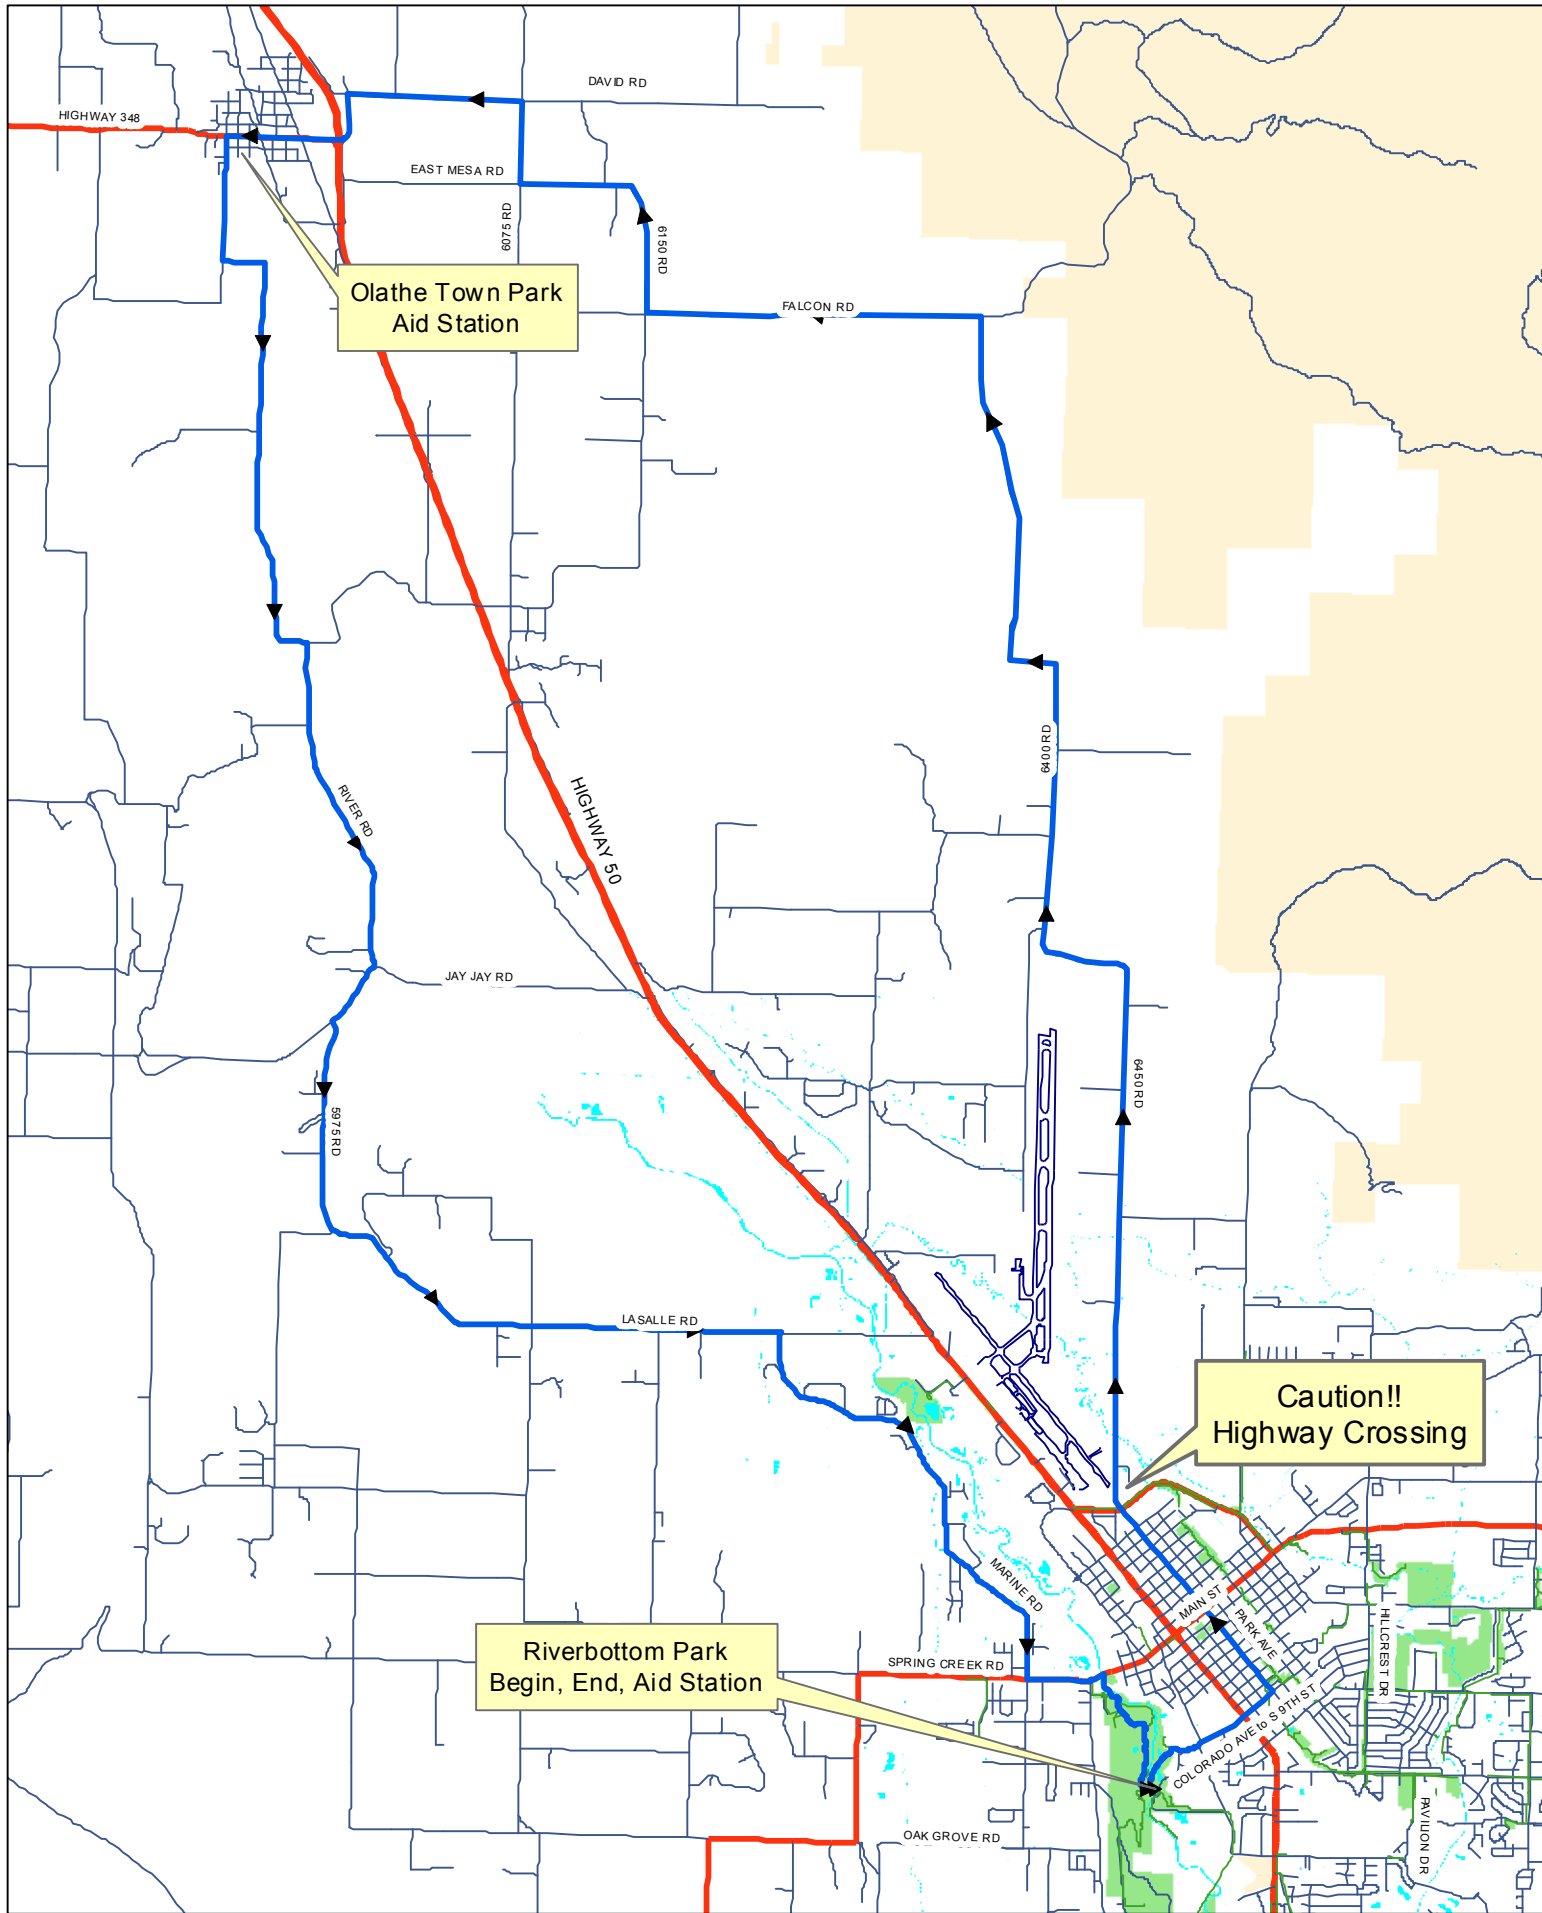 DAVID RD
HIGHWAY 348
EAST MESA RD
6075 RD
6150 RD
Olathe Town Park
Aid Station
FALCON RD
6400 RD
RIVER RD
HIGHWAY 50
JAY JAY RD
6450 RD
5975 RD
LASALLE RD
Caution!!
Highway Crossing
MARINE RD
MAIN ST
PARK AVE
HILLCREST DR
Riverbottom Park
Begin, End, Aid Station
SPRING CREEK RD
COLORADO AVE to S 9TH ST
PAVILION DR
OAK GROVE RD